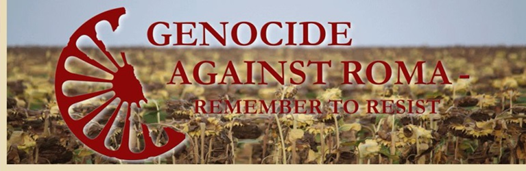 GENOCIDE
AGAINST ROMA -
REMEMBER TO RESIST